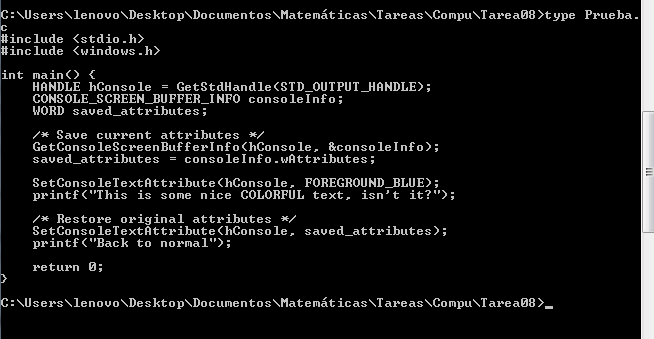 C:\Users\lenovo\Desktop\Documentos\Matemáticas\Tareas\Compu\Tarea08>type Prueba.
c
#include <stdio.h>
#include <windows.h>
int main() {
    HANDLE hConsole = GetStdHandle(STD_OUTPUT_HANDLE);
    CONSOLE_SCREEN_BUFFER_INFO consoleInfo;
    WORD saved_attributes;
    /* Save current attributes */
    GetConsoleScreenBufferInfo(hConsole, &consoleInfo);
    saved_attributes = consoleInfo.wAttributes;
    SetConsoleTextAttribute(hConsole, FOREGROUND_BLUE);
    printf("This is some nice COLORFUL text, isn't it?");
    /* Restore original attributes */
    SetConsoleTextAttribute(hConsole, saved_attributes);
    printf("Back to normal");
    return 0;
}
C:\Users\lenovo\Desktop\Documentos\Matemáticas\Tareas\Compu\Tarea08>_